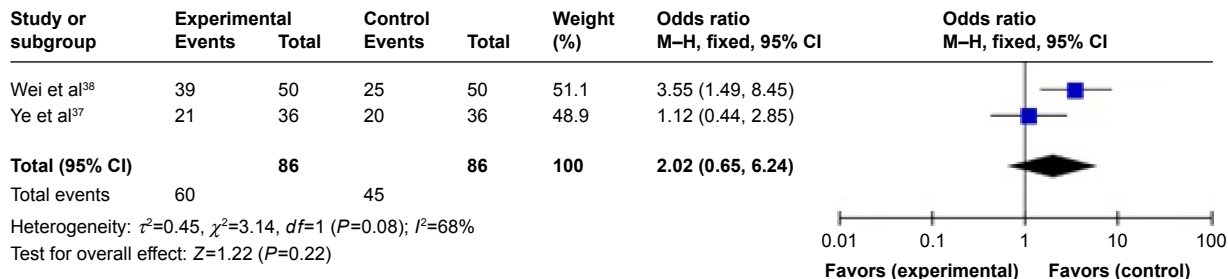 Study or subgroup Experimental Control Weight (%) Odds ratio M–H, fixed, 95% CI Odds ratio M–H, fixed, 95% CI
Events Total Events Total
Wei et al³⁸ 39 50 25 50 51.1 3.55 (1.49, 8.45)
Ye et al³⁷ 21 36 20 36 48.9 1.12 (0.44, 2.85)
Total (95% CI) 86 86 100 2.02 (0.65, 6.24)
Total events 60 45
Heterogeneity: τ²=0.45, χ²=3.14, df=1 (P=0.08); I²=68%
Test for overall effect: Z=1.22 (P=0.22)
0.01 0.1 1 10 100
Favors (experimental) Favors (control)